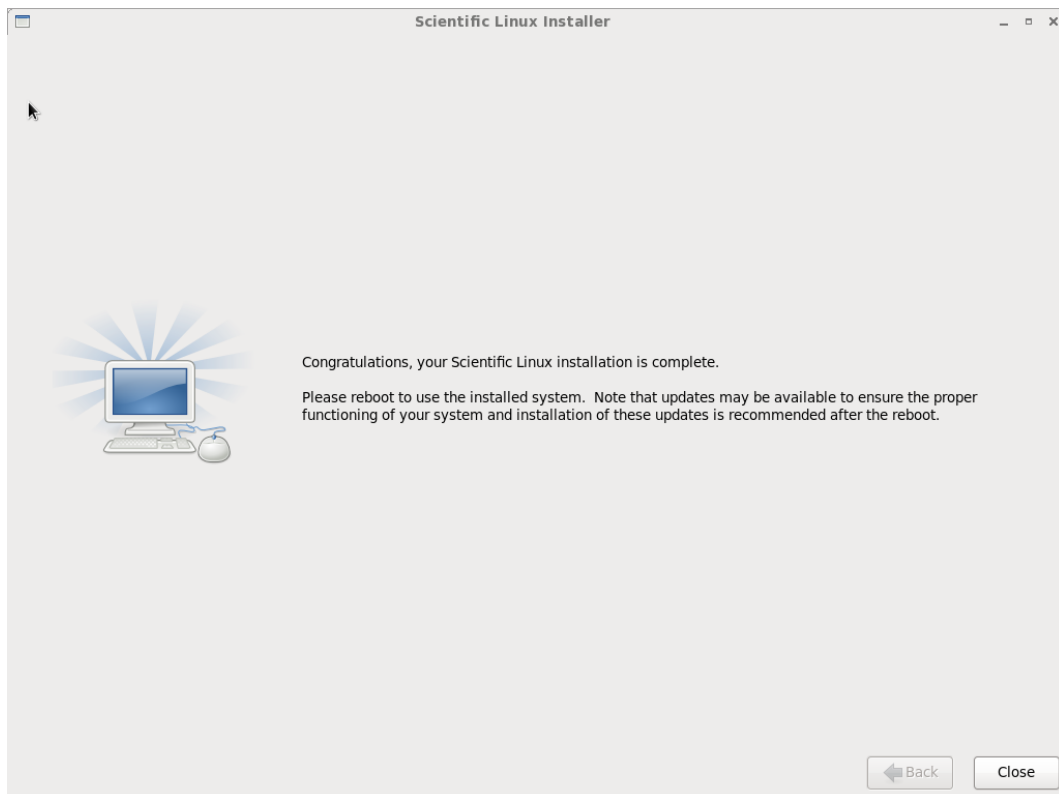 Scientific Linux Installer
Congratulations, your Scientific Linux installation is complete.
Please reboot to use the installed system.  Note that updates may be available to ensure the proper
functioning of your system and installation of these updates is recommended after the reboot.
Back
Close